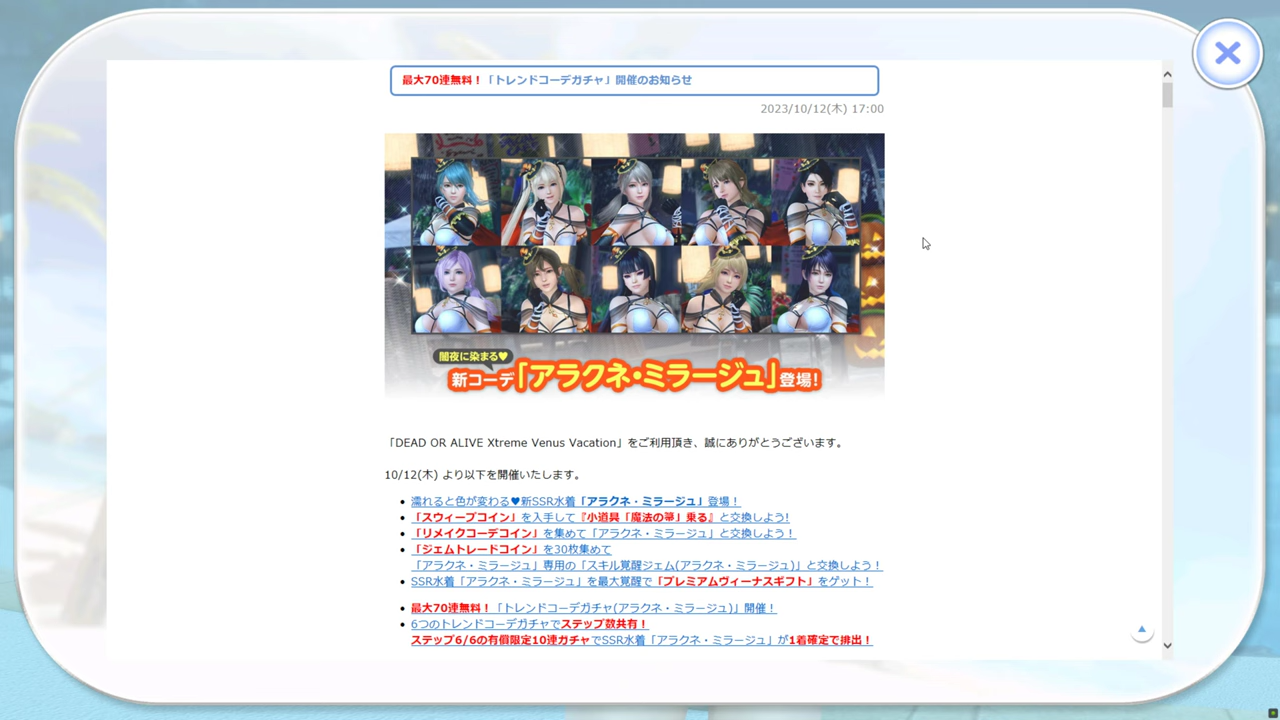 最大70連無料！「トレンドコーデガチャ」開催のお知らせ
2023/10/12(木) 17:00
闇夜に染まる♥
新コーデ「アラクネ・ミラージュ」登場！
「DEAD OR ALIVE Xtreme Venus Vacation」をご利用頂き、誠にありがとうございます。
10/12(木) より以下を開催いたします。
濡れると色が変わる♥新SSR水着「アラクネ・ミラージュ」登場！
「スウィープコイン」を入手して『小道具「魔法の箒」乗る』と交換しよう!
「リメイクコーデコイン」を集めて「アラクネ・ミラージュ」と交換しよう！
「ジェムトレードコイン」を30枚集めて
「アラクネ・ミラージュ」専用の「スキル覚醒ジェム(アラクネ・ミラージュ)」と交換しよう！
SSR水着「アラクネ・ミラージュ」を最大覚醒で「プレミアムヴィーナスギフト」をゲット！
最大70連無料！「トレンドコーデガチャ(アラクネ・ミラージュ)」開催！
6つのトレンドコーデガチャでステップ数共有！
ステップ6/6の有償限定10連ガチャでSSR水着「アラクネ・ミラージュ」が1着確定で排出！